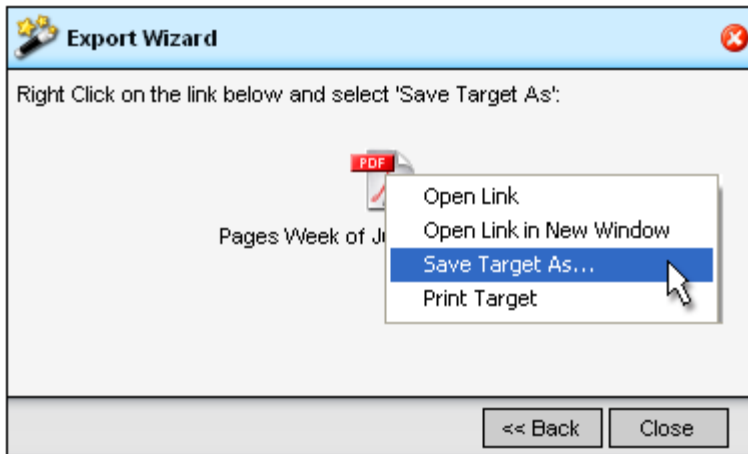 Export Wizard
Right Click on the link below and select 'Save Target As':
PDF
Open Link
Pages Week of
Open Link in New Window
Save Target As...
Print Target
<< Back
Close